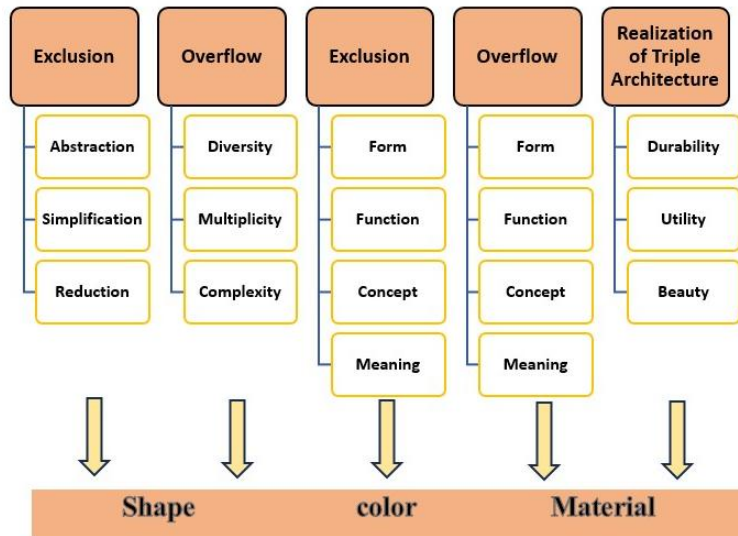 Exclusion
Abstraction
Simplification
Reduction
Overflow
Diversity
Multiplicity
Complexity
Exclusion
Form
Function
Concept
Meaning
Overflow
Form
Function
Concept
Meaning
Realization
of Triple
Architecture
Durability
Utility
Beauty
Shape color Material